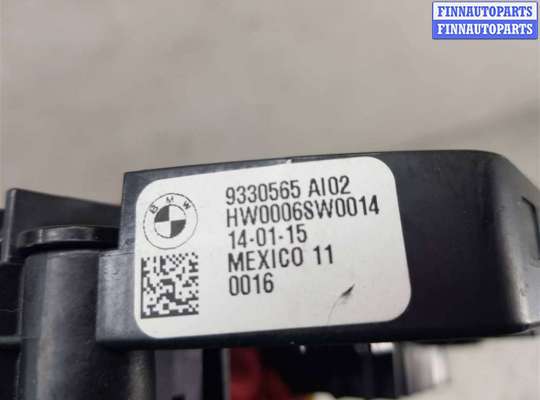 FINNAUTOPARTS
FINNAUTOPARTS
BMW
9330565 AI02
HW0006SW0014
14-01-15
MEXICO 11
0016